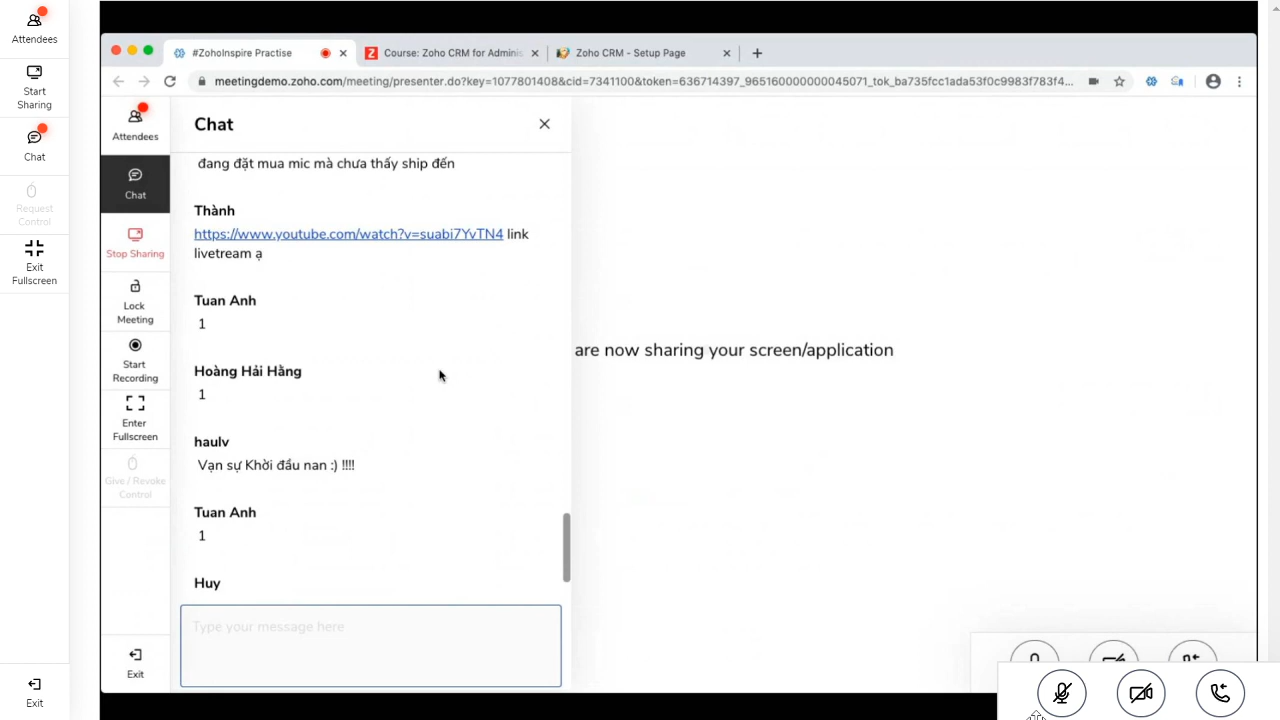 Attendees
Start
Sharing
Chat
Request
Control
Exit
Fullscreen
Exit
#ZohoInspire Practise
Course: Zoho CRM for Adminis
Zoho CRM - Setup Page
meetingdemo.zoho.com/meeting/presenter.do?key=1077801408&cid=7341100&token=636714397_965160000000045071_tok_ba735fcc1ada53f0c9983f783f4...
Attendees
Chat
Stop Sharing
Lock
Meeting
Start
Recording
Enter
Fullscreen
Give / Revoke
Control
Exit
Chat
đang đặt mua mic mà chưa thấy ship đến
Thành
https://www.youtube.com/watch?v=suabi7YvTN4 link
livetream ạ
Tuan Anh
1
Hoàng Hải Hằng
1
haulv
Vạn sự Khời đầu nan :) !!!!
Tuan Anh
1
Huy
Type your message here
are now sharing your screen/application